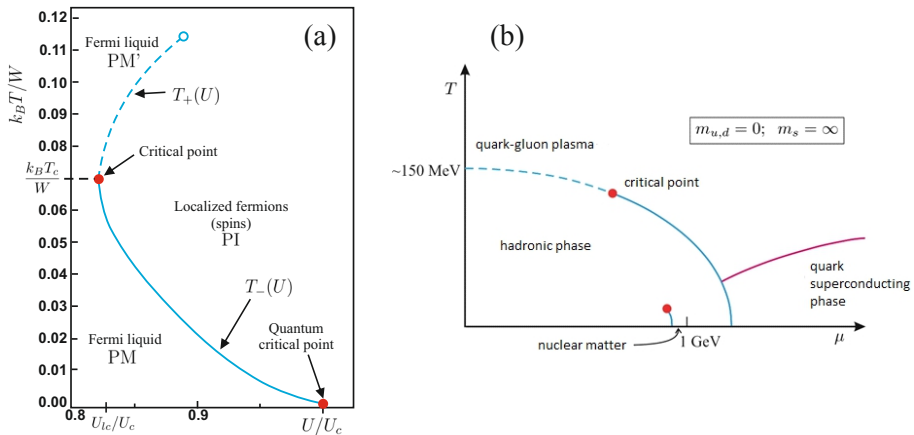 (a)
0.12
Fermi liquid
PM'
0.11
k_BT/W
0.10
T_+(U)
0.09
0.08
Critical point
k_BT_c
W
0.06
Localized fermions
(spins)
PI
0.05
0.04
T_−(U)
0.03
Quantum
critical point
0.02
Fermi liquid
PM
0.01
0.00
0.8
0.9
U_lc/U_c
U/U_c
(b)
T
m_u,d = 0; m_s = ∞
quark-gluon plasma
~150 MeV
critical point
hadronic phase
quark
superconducting
phase
nuclear matter
1 GeV
μ